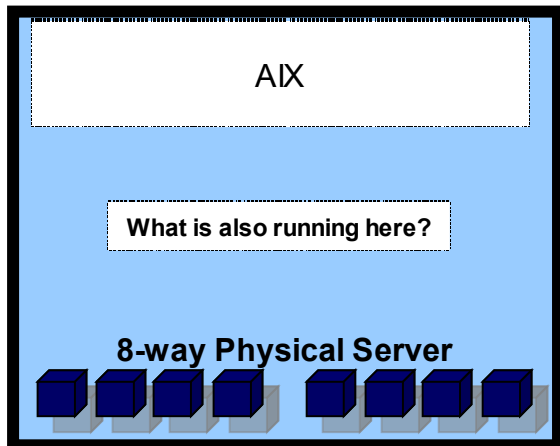 AIX
What is also running here?
8-way Physical Server